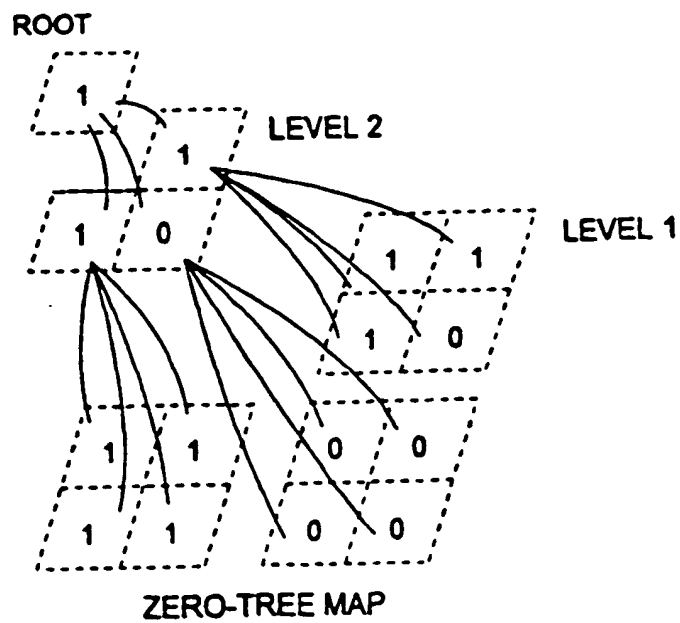 ROOT
1
LEVEL 2
1
1 0
LEVEL 1
1 1
1 0
1 1
0 0
1 1
0 0
ZERO-TREE MAP